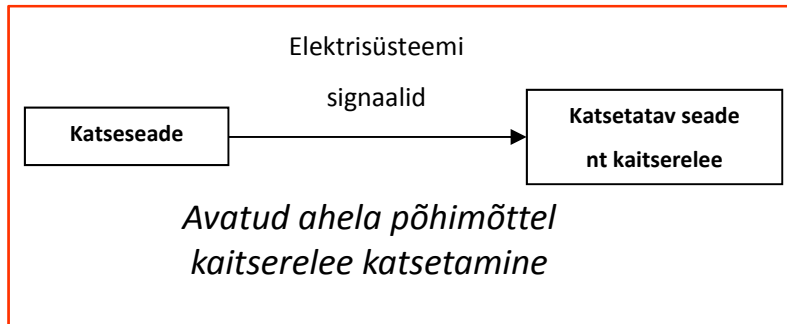 Elektrisüsteemi
signaalid
Katseseade
Katsetatav seade
nt kaitserelee
Avatud ahela põhimõttel
kaitserelee katsetamine